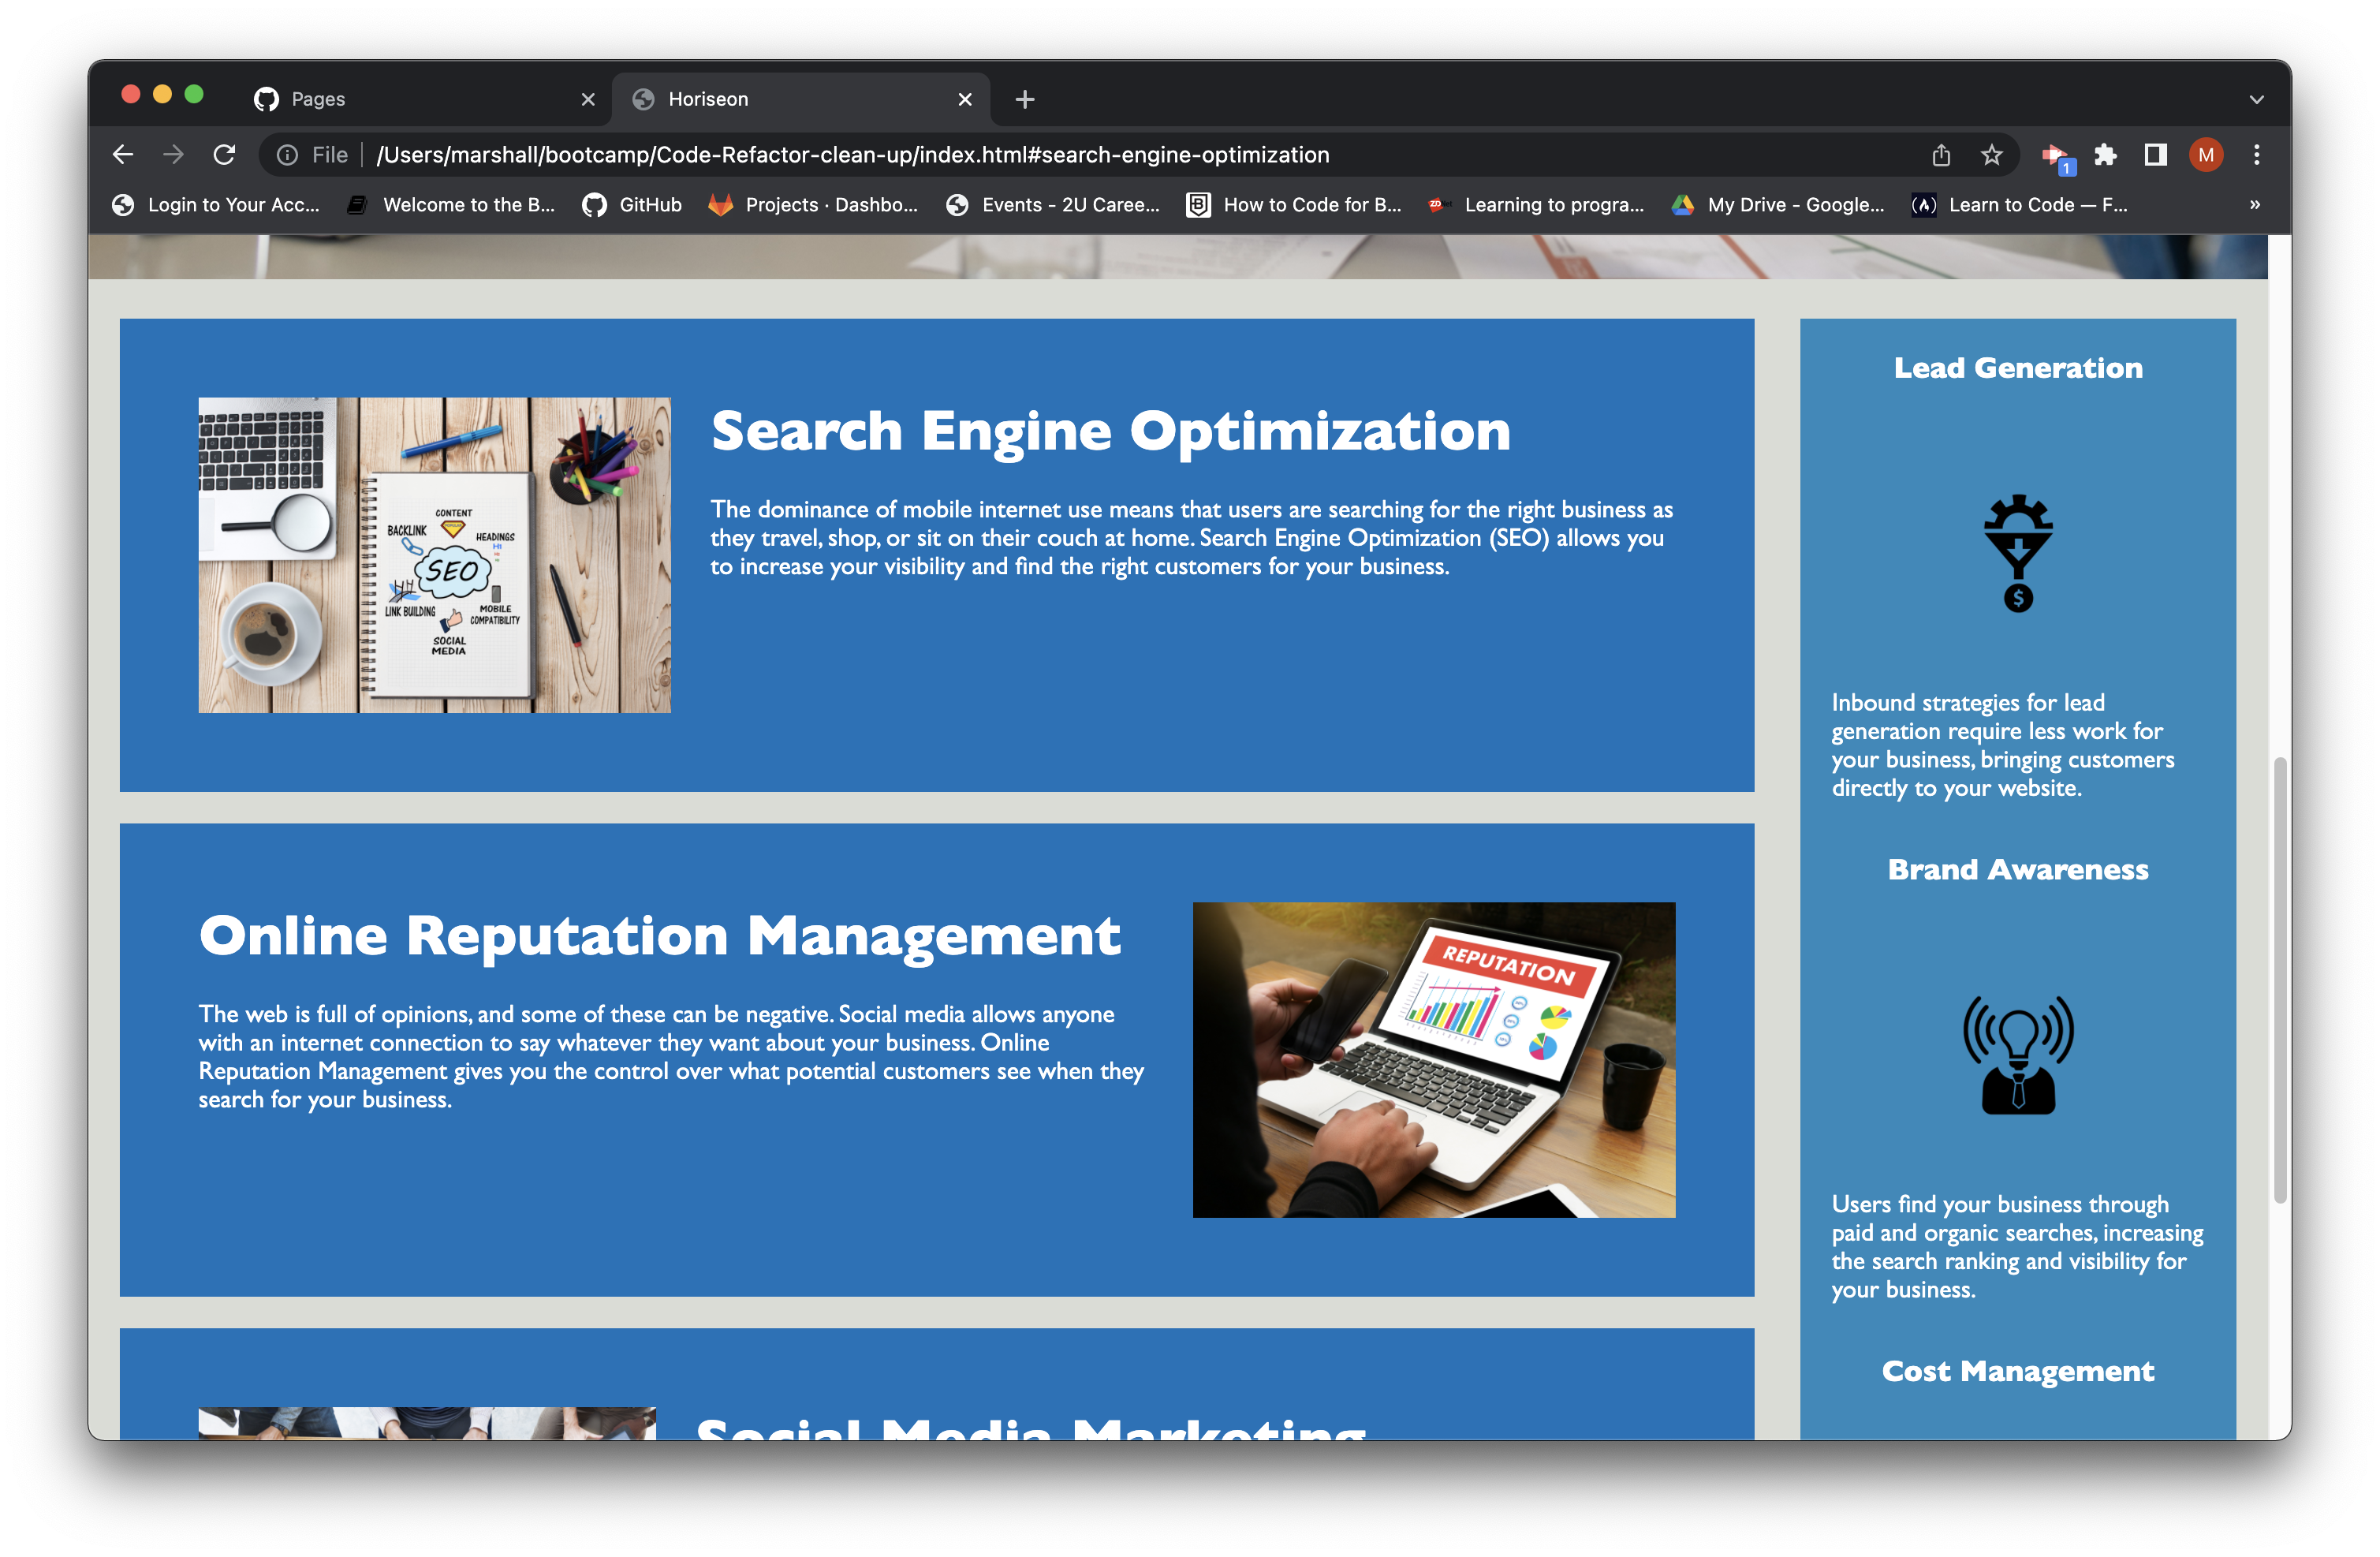 Pages
Horiseon
File
/Users/marshall/bootcamp/Code-Refactor-clean-up/index.html#search-engine-optimization
1
M
Login to Your Acc...
Welcome to the B...
GitHub
Projects · Dashbo...
Events - 2U Caree...
How to Code for B...
Learning to progra...
My Drive - Google...
Learn to Code — F...
»
Search Engine Optimization
The dominance of mobile internet use means that users are searching for the right business as
they travel, shop, or sit on their couch at home. Search Engine Optimization (SEO) allows you
to increase your visibility and find the right customers for your business.
CONTENT
BACKLINK
HEADINGS
H1
SEO
LINK BUILDING
MOBILE
COMPATIBILITY
SOCIAL
MEDIA
Online Reputation Management
The web is full of opinions, and some of these can be negative. Social media allows anyone
with an internet connection to say whatever they want about your business. Online
Reputation Management gives you the control over what potential customers see when they
search for your business.
REPUTATION
Social Media Marketing
Lead Generation
$
Inbound strategies for lead
generation require less work for
your business, bringing customers
directly to your website.
Brand Awareness
Users find your business through
paid and organic searches, increasing
the search ranking and visibility for
your business.
Cost Management